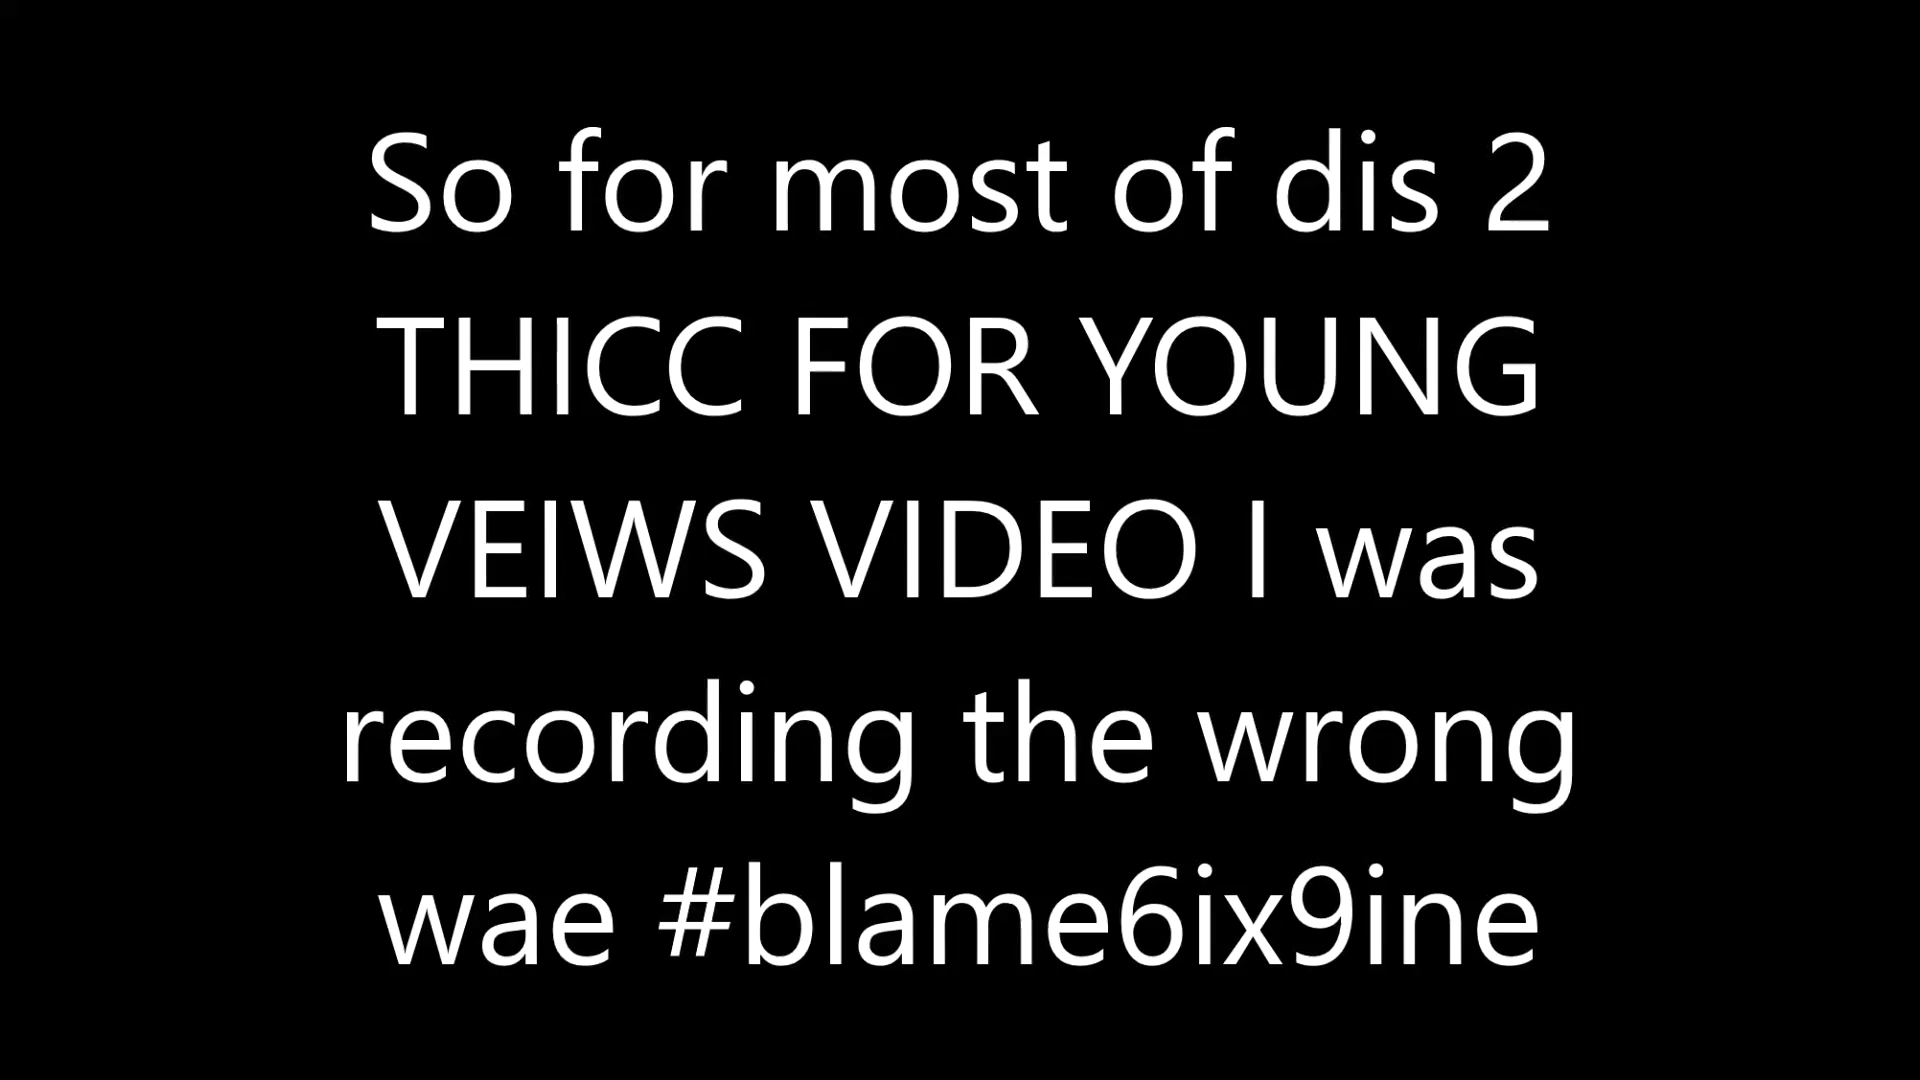 So for most of dis 2
THICC FOR YOUNG
VEIWS VIDEO I was
recording the wrong
wae #blame6ix9ine